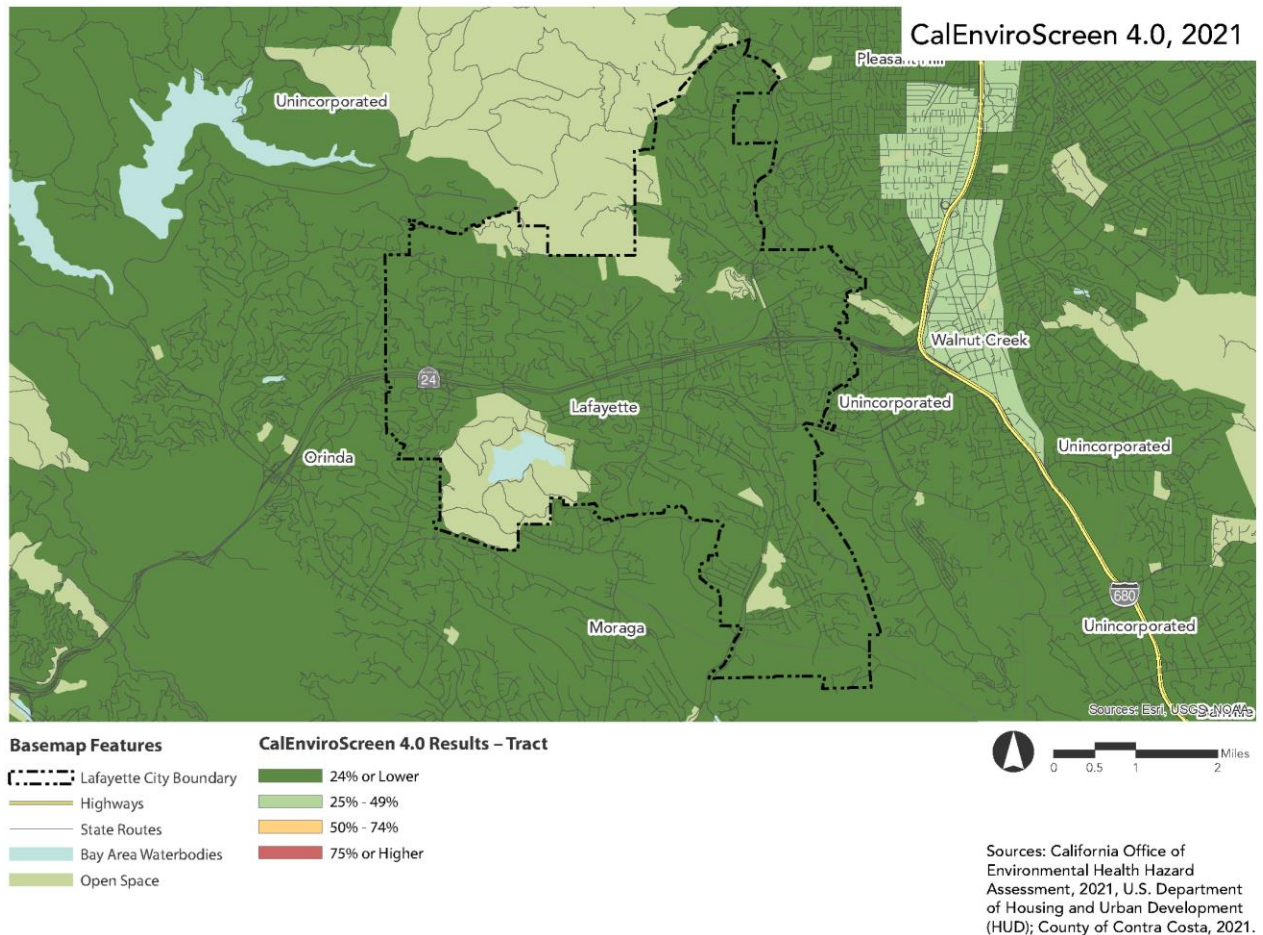 CalEnviroScreen 4.0, 2021
Pleasant Hill
Unincorporated
Walnut Creek
24
Lafayette
Unincorporated
Unincorporated
Orinda
680
Moraga
Unincorporated
Sources: Esri, USGS, NOAA
Basemap Features
Lafayette City Boundary
Highways
State Routes
Bay Area Waterbodies
Open Space
CalEnviroScreen 4.0 Results – Tract
24% or Lower
25% - 49%
50% - 74%
75% or Higher
0 0.5 1 2 Miles
Sources: California Office of
Environmental Health Hazard
Assessment, 2021, U.S. Department
of Housing and Urban Development
(HUD); County of Contra Costa, 2021.